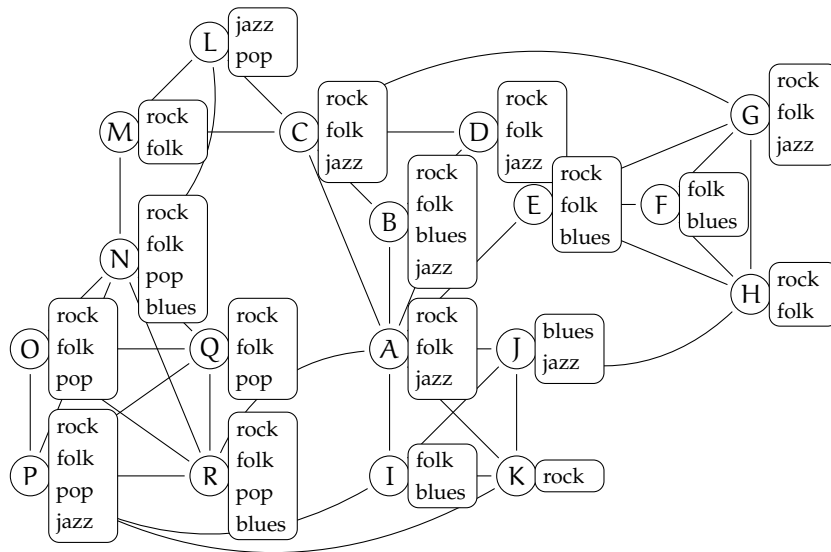 L
jazz
pop
M
rock
folk
C
rock
folk
jazz
D
rock
folk
jazz
G
rock
folk
jazz
B
rock
folk
blues
jazz
E
rock
folk
blues
F
folk
blues
N
rock
folk
pop
blues
H
rock
folk
O
rock
folk
pop
Q
rock
folk
pop
A
rock
folk
jazz
J
blues
jazz
P
rock
folk
pop
jazz
R
rock
folk
pop
blues
I
folk
blues
K
rock